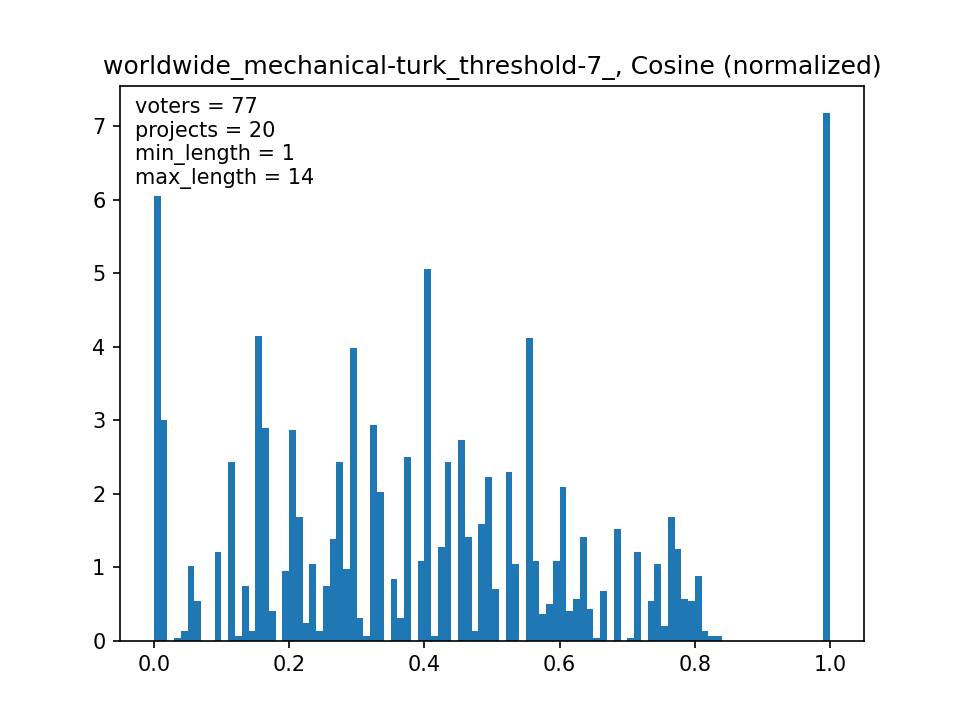 worldwide_mechanical-turk_threshold-7_, Cosine (normalized)
voters = 77
projects = 20
min_length = 1
max_length = 14
7
6
5
4
3
2
1
0
0.0 0.2 0.4 0.6 0.8 1.0